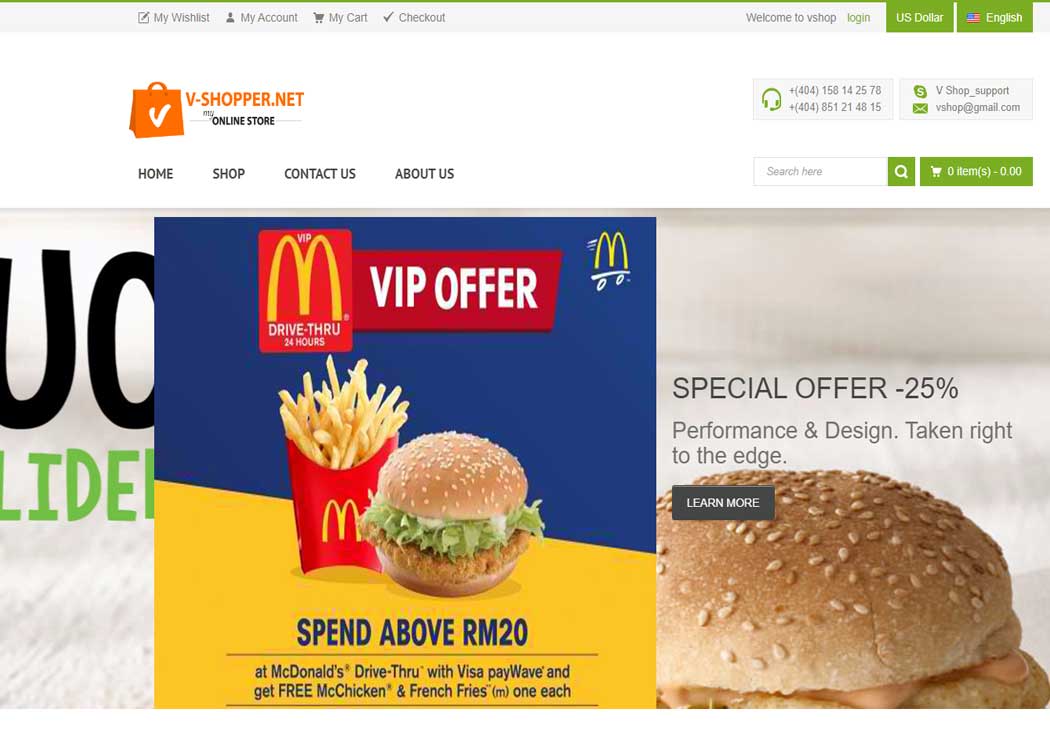 My Wishlist My Account My Cart Checkout
Welcome to vshop login US Dollar English
V-SHOPPER.NET
my ONLINE STORE
+(404) 158 14 25 78
+(404) 851 21 48 15
V Shop_support
vshop@gmail.com
HOME SHOP CONTACT US ABOUT US
Search here
0 item(s) - 0.00
VIP
DRIVE-THRU
24 HOURS
VIP OFFER
SPECIAL OFFER -25%
Performance & Design. Taken right
to the edge.
LEARN MORE
SPEND ABOVE RM20
at McDonald's® Drive-Thru™ with Visa payWave® and
get FREE McChicken® & French Fries™ (m) one each